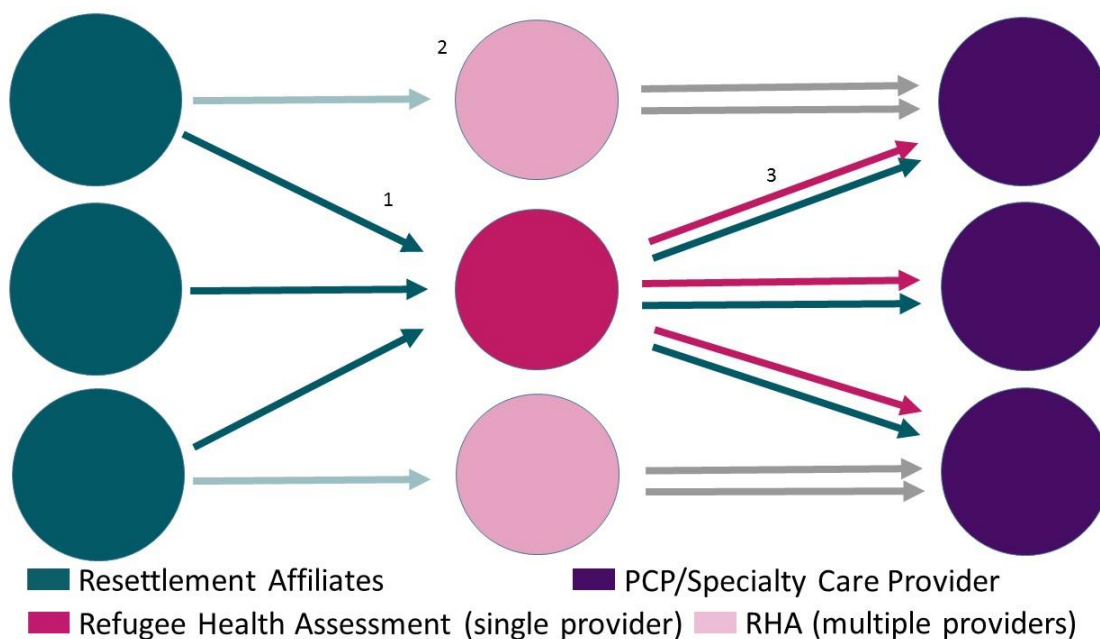 2
1
3
Resettlement Affiliates
PCP/Specialty Care Provider
Refugee Health Assessment (single provider)
RHA (multiple providers)